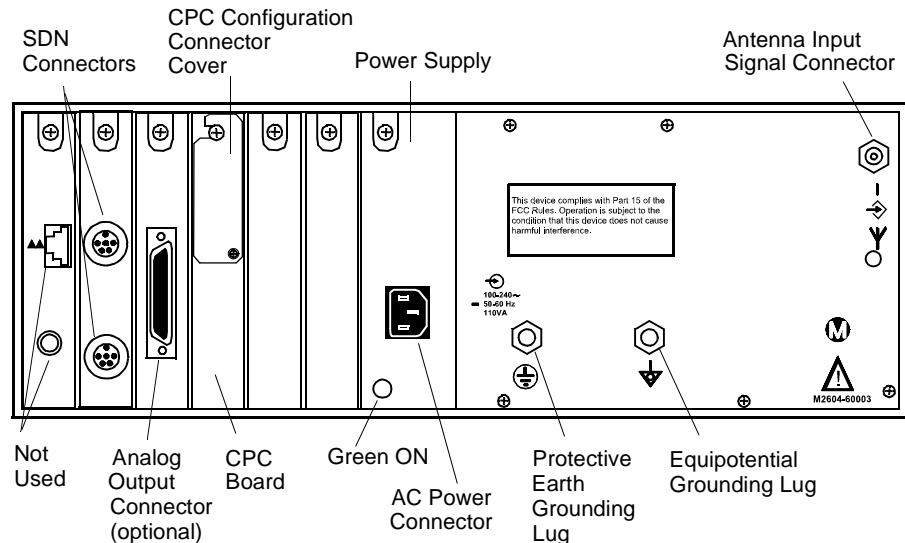 SDN
Connectors
CPC Configuration
Connector
Cover
Power Supply
Antenna Input
Signal Connector
This device complies with Part 15 of the
FCC Rules. Operation is subject to the
condition that this device does not cause
harmful interference.
100-240~
50-60 Hz
110VA
M
M2604-60003
Not
Used
Analog
Output
Connector
(optional)
CPC
Board
Green ON
AC Power
Connector
Protective
Earth
Grounding
Lug
Equipotential
Grounding Lug